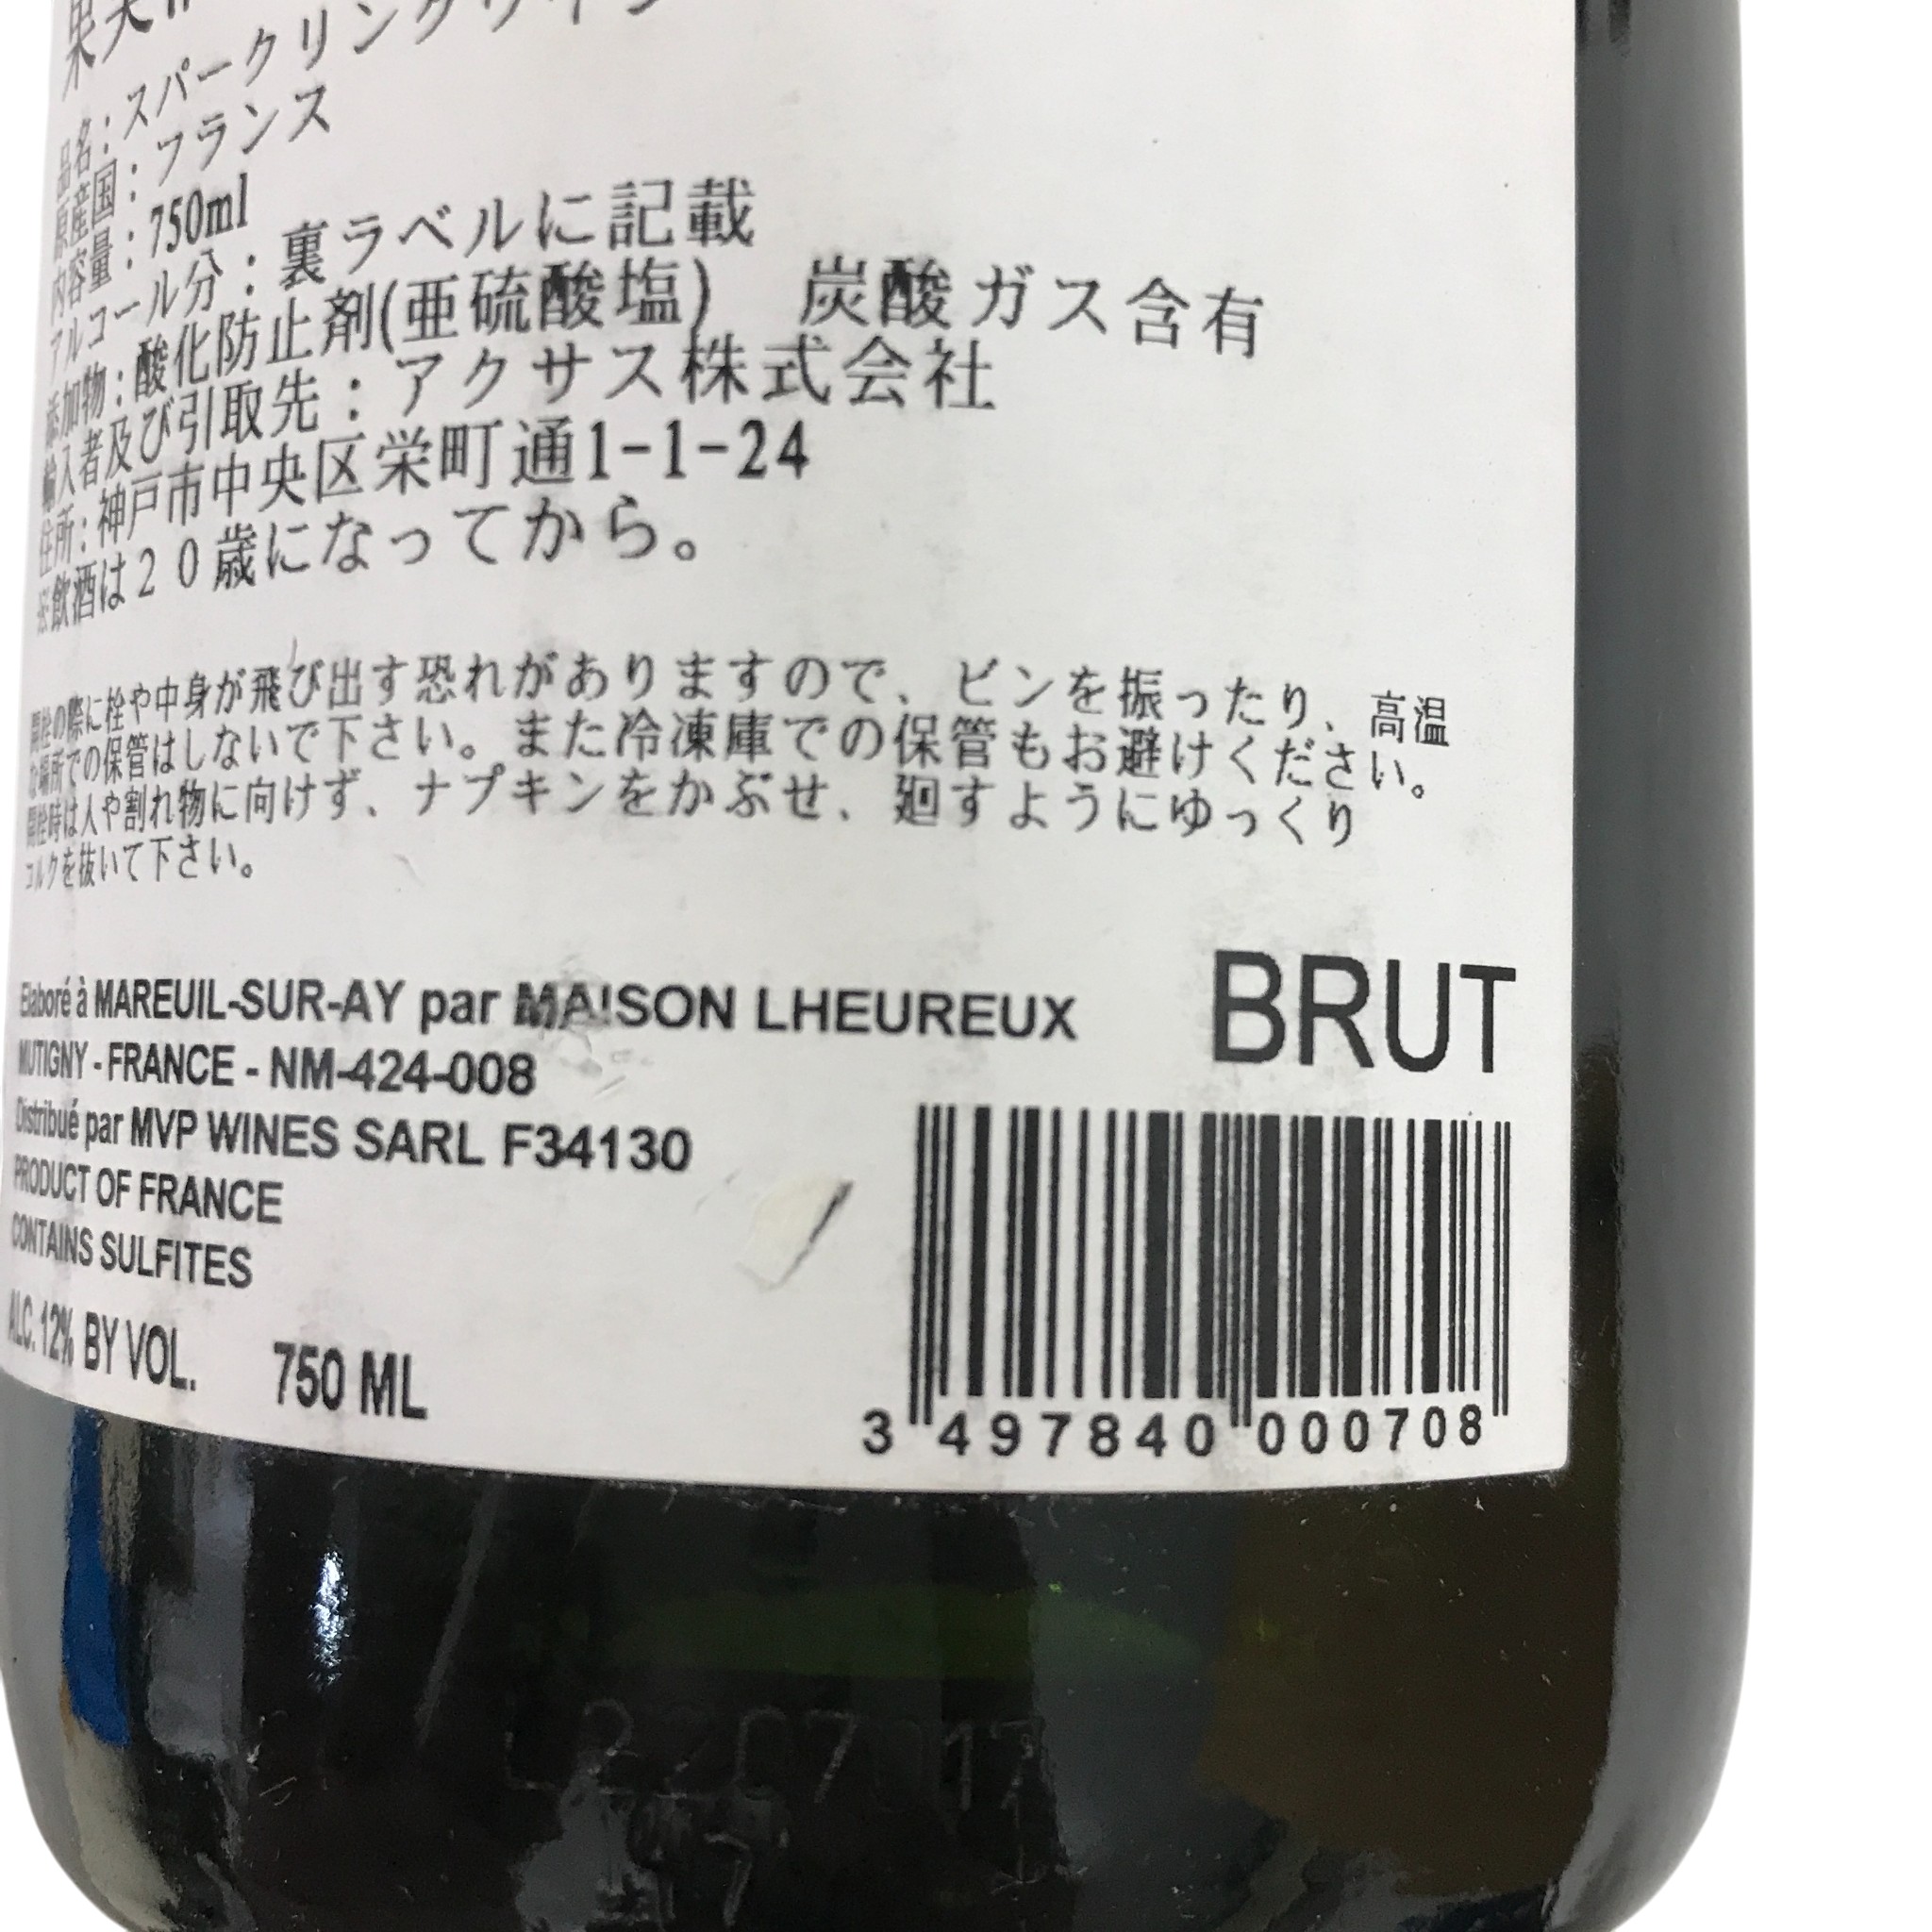 品名：スパークリングワイン
原産国：フランス
内容量：750ml
アルコール分：裏ラベルに記載
添加物：酸化防止剤(亜硫酸塩)　炭酸ガス含有
輸入者及び引取先：アクサス株式会社
住所：神戸市中央区栄町通1-1-24
※飲酒は２０歳になってから。
開栓の際に栓や中身が飛び出す恐れがありますので、ビンを振ったり、高温
な場所での保管はしないで下さい。また冷凍庫での保管もお避けください。
開栓時は人や割れ物に向けず、ナプキンをかぶせ、廻すようにゆっくり
コルクを抜いて下さい。
Elaboré à MAREUIL-SUR-AY par MAISON LHEUREUX
MUTIGNY - FRANCE - NM-424-008
Distribué par MVP WINES SARL F34130
PRODUCT OF FRANCE
CONTAINS SULFITES
ALC. 12% BY VOL. 750 ML
BRUT
3 497840 000708